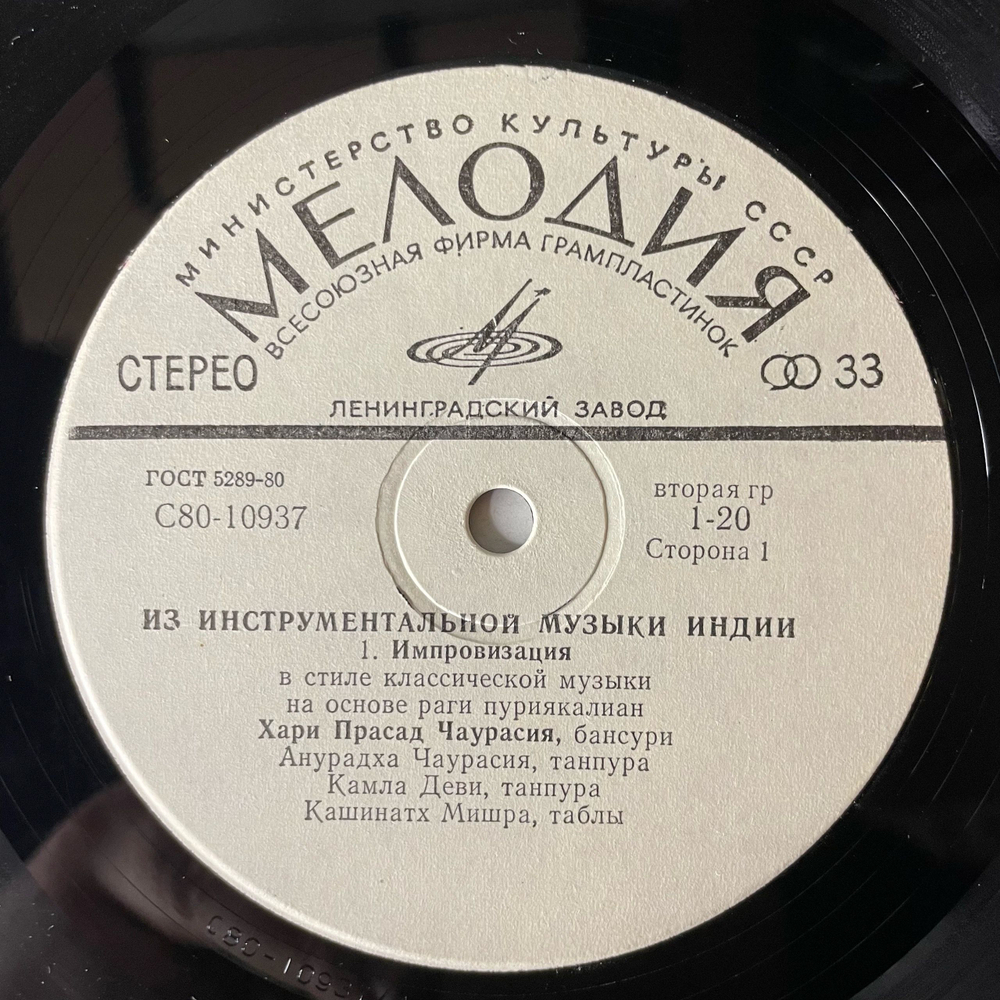 МИНИСТЕРСТВО КУЛЬТУРЫ СССР
МЕЛОДИЯ
ВСЕСОЮЗНАЯ ФИРМА ГРАМПЛАСТИНОК
СТЕРЕО
33
ЛЕНИНГРАДСКИЙ ЗАВОД
ГОСТ 5289-80
С80-10937
вторая гр
1-20
Сторона 1
ИЗ ИНСТРУМЕНТАЛЬНОЙ МУЗЫКИ ИНДИИ
1. Импровизация
в стиле классической музыки
на основе раги пуриякалиан
Хари Прасад Чаурасия, бансури
Анурадха Чаурасия, танпура
Камла Деви, танпура
Кашинатх Мишра, таблы